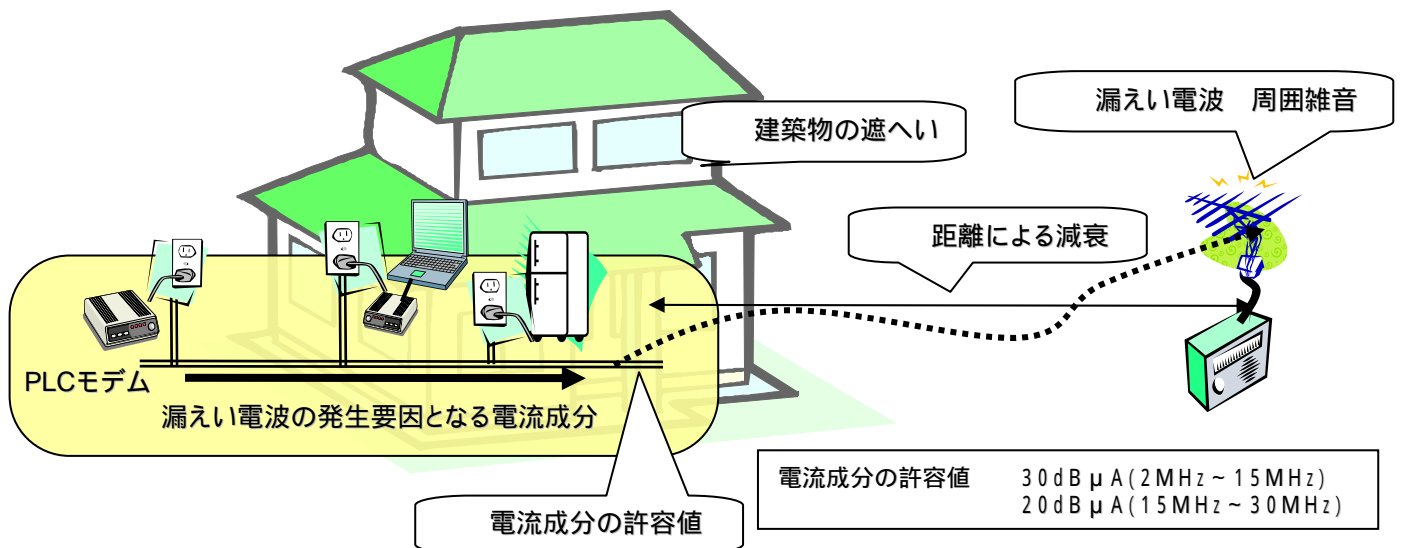 漏えい電波　周囲雑音
建築物の遮へい
距離による減衰
PLCモデム
漏えい電波の発生要因となる電流成分
電流成分の許容値
電流成分の許容値　30dBμA(2MHz~15MHz)
20dBμA(15MHz~30MHz)